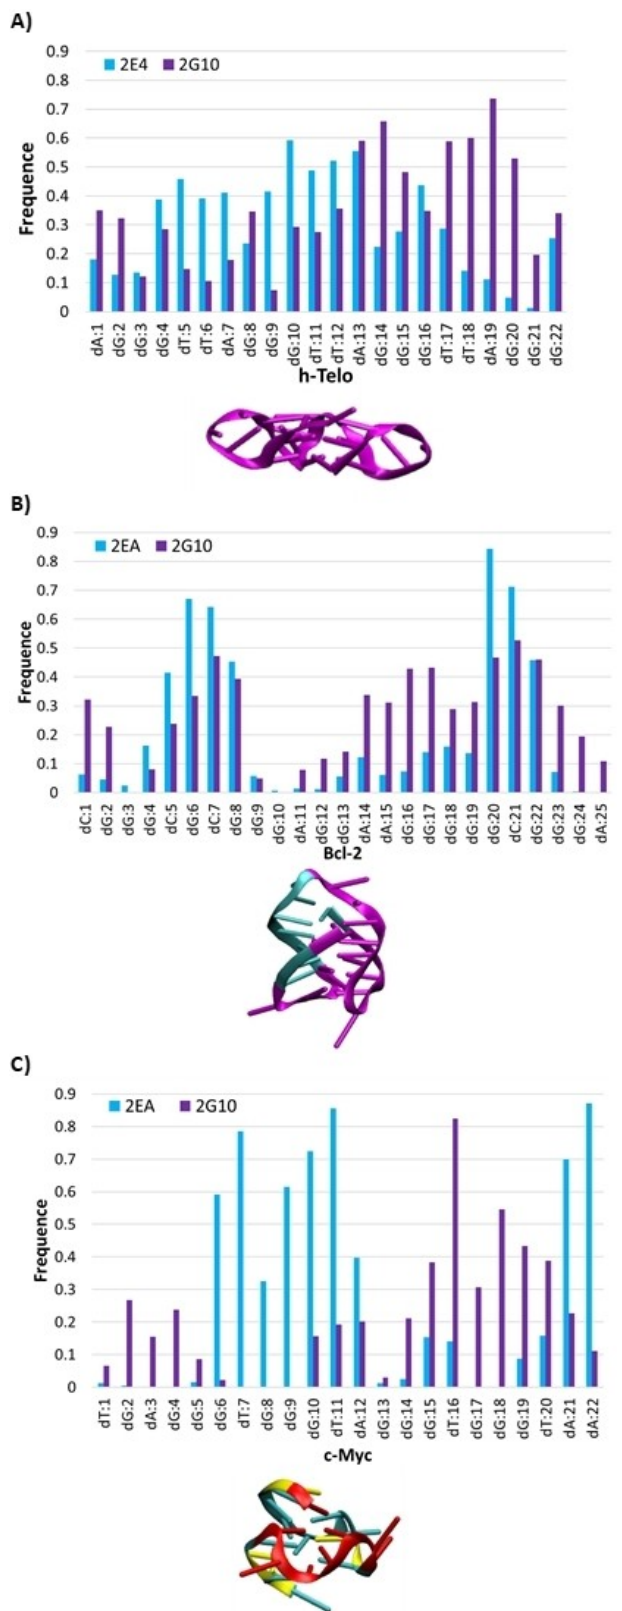 A)
0.9
0.8
0.7
0.6
0.5
0.4
0.3
0.2
0.1
0
2E4 2G10
Frequence
dA:1 dG:2 dG:3 dG:4 dT:5 dT:6 dA:7 dG:8 dG:9 dG:10 dT:11 dT:12 dA:13 dG:14 dG:15 dG:16 dT:17 dT:18 dA:19 dG:20 dG:21 dG:22
h-Telo
B)
0.9
0.8
0.7
0.6
0.5
0.4
0.3
0.2
0.1
0
2EA 2G10
Frequence
dC:1 dG:2 dG:3 dG:4 dC:5 dG:6 dC:7 dG:8 dG:9 dG:10 dA:11 dG:12 dG:13 dA:14 dA:15 dG:16 dG:17 dG:18 dG:19 dG:20 dC:21 dG:22 dG:23 dG:24 dA:25
Bcl-2
C)
0.9
0.8
0.7
0.6
0.5
0.4
0.3
0.2
0.1
0
2EA 2G10
Frequence
dT:1 dG:2 dA:3 dG:4 dG:5 dG:6 dT:7 dG:8 dG:9 dG:10 dT:11 dA:12 dG:13 dG:14 dG:15 dT:16 dG:17 dG:18 dG:19 dT:20 dA:21 dA:22
c-Myc